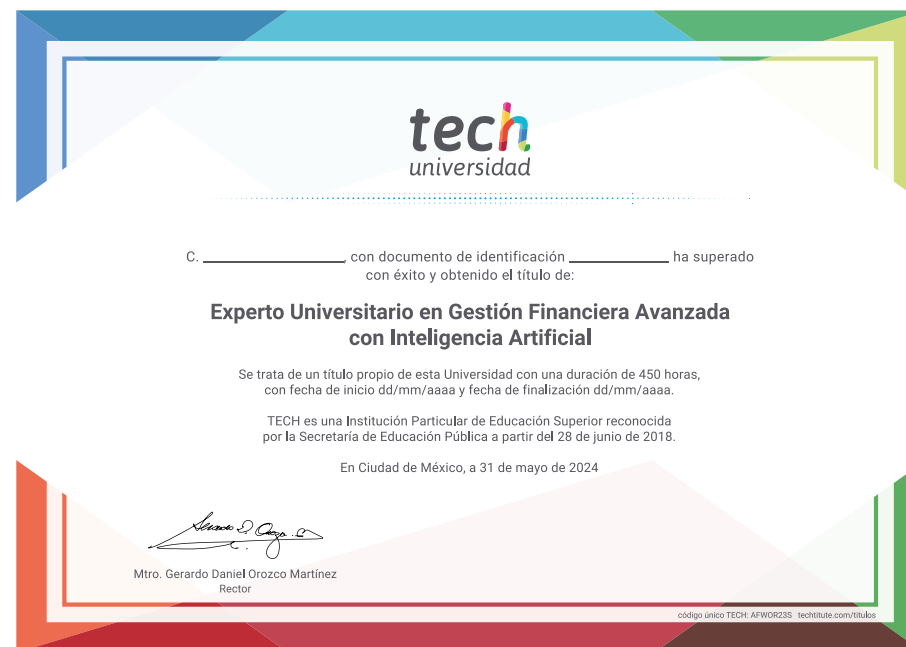 tech
universidad
C. ____________, con documento de identificación ____________ ha superado
con éxito y obtenido el título de:
Experto Universitario en Gestión Financiera Avanzada
con Inteligencia Artificial
Se trata de un título propio de esta Universidad con una duración de 450 horas,
con fecha de inicio dd/mm/aaaa y fecha de finalización dd/mm/aaaa.
TECH es una Institución Particular de Educación Superior reconocida
por la Secretaría de Educación Pública a partir del 28 de junio de 2018.
En Ciudad de México, a 31 de mayo de 2024
Mtro. Gerardo Daniel Orozco Martínez
Rector
código único TECH: AFWOR23S techtitute.com/titulos